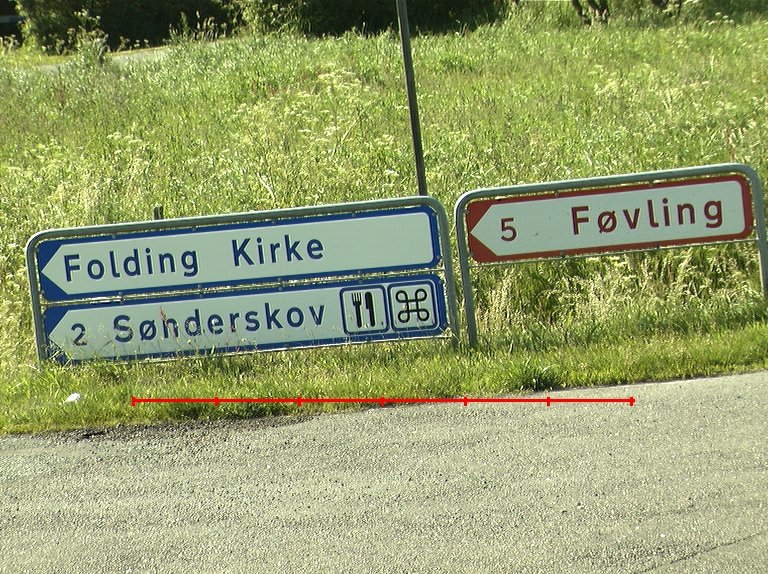 Folding Kirke
2 Sønderskov
5 Føvling